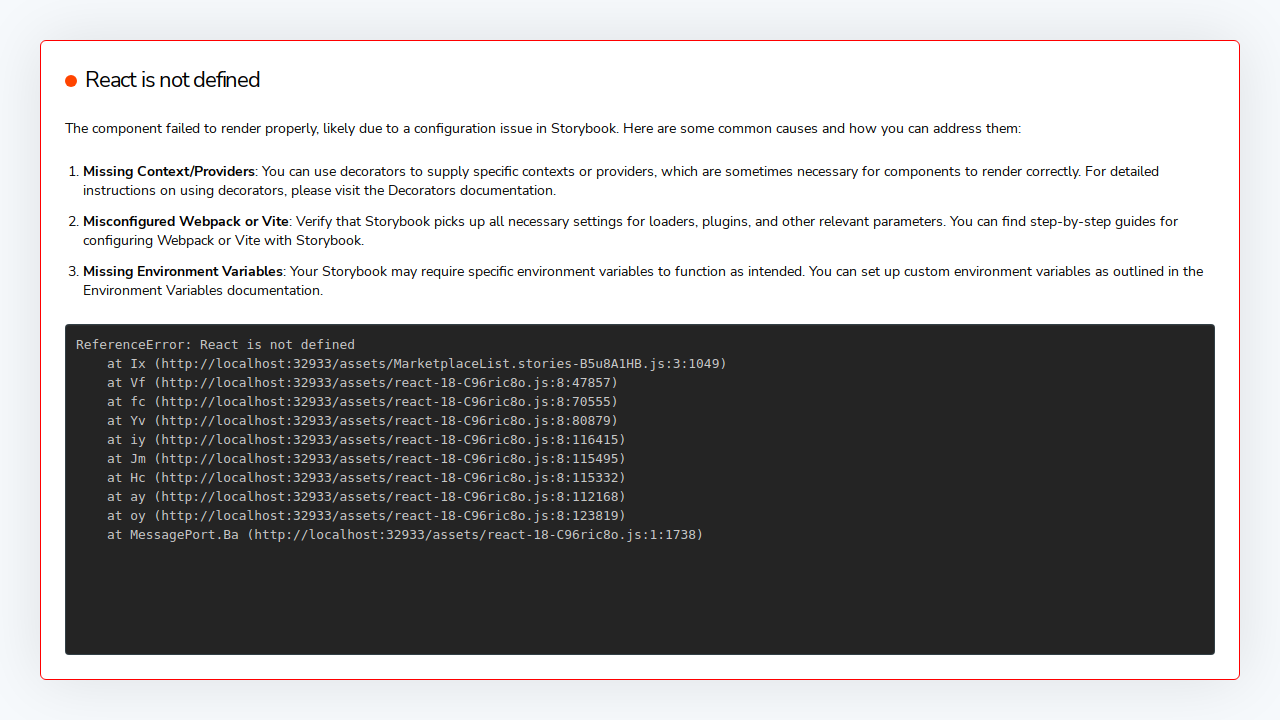 React is not defined
The component failed to render properly, likely due to a configuration issue in Storybook. Here are some common causes and how you can address them:
1. Missing Context/Providers: You can use decorators to supply specific contexts or providers, which are sometimes necessary for components to render correctly. For detailed
instructions on using decorators, please visit the Decorators documentation.
2. Misconfigured Webpack or Vite: Verify that Storybook picks up all necessary settings for loaders, plugins, and other relevant parameters. You can find step-by-step guides for
configuring Webpack or Vite with Storybook.
3. Missing Environment Variables: Your Storybook may require specific environment variables to function as intended. You can set up custom environment variables as outlined in the
Environment Variables documentation.
ReferenceError: React is not defined
at Ix (http://localhost:32933/assets/MarketplaceList.stories-B5u8A1HB.js:3:1049)
at Vf (http://localhost:32933/assets/react-18-C96ric8o.js:8:47857)
at fc (http://localhost:32933/assets/react-18-C96ric8o.js:8:70555)
at Yv (http://localhost:32933/assets/react-18-C96ric8o.js:8:80879)
at iy (http://localhost:32933/assets/react-18-C96ric8o.js:8:116415)
at Jm (http://localhost:32933/assets/react-18-C96ric8o.js:8:115495)
at Hc (http://localhost:32933/assets/react-18-C96ric8o.js:8:115332)
at ay (http://localhost:32933/assets/react-18-C96ric8o.js:8:112168)
at oy (http://localhost:32933/assets/react-18-C96ric8o.js:8:123819)
at MessagePort.Ba (http://localhost:32933/assets/react-18-C96ric8o.js:1:1738)